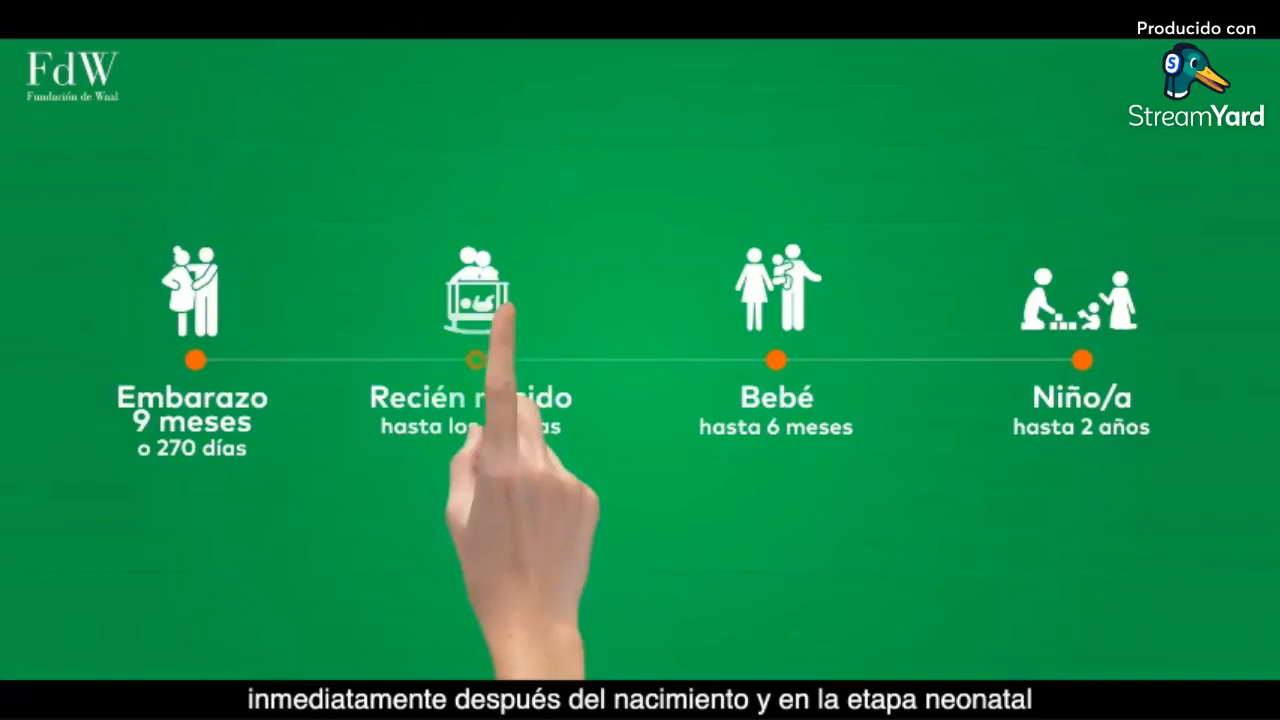 Producido con
StreamYard
FdW
Fundación de Waal
S
Embarazo
9 meses
o 270 días
Recién
hasta
Bebé
hasta 6 meses
Niño/a
hasta 2 años
inmediatamente después del nacimiento y en la etapa neonatal